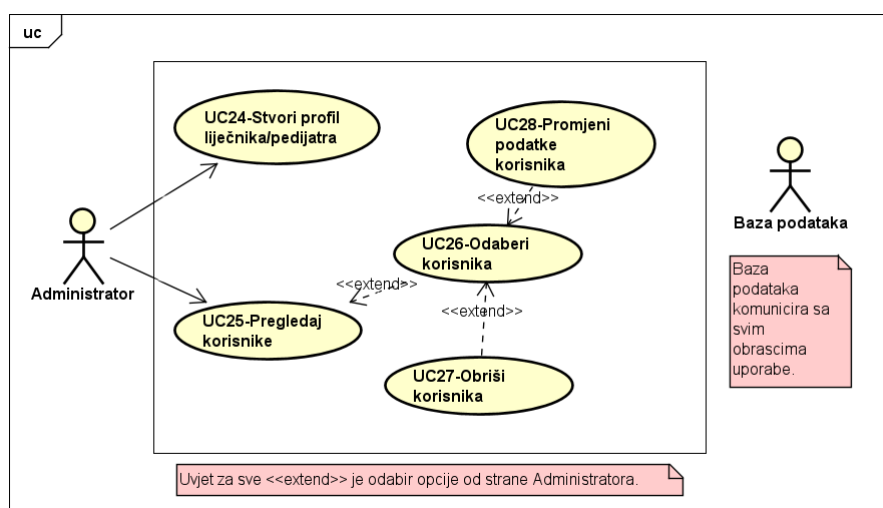 uc
UC24-Stvori profil
liječnika/pedijatra
UC28-Promjeni
podatke
korisnika
<<extend>>
Baza podataka
UC26-Odaberi
korisnika
Administrator
<<extend>>
Baza
podataka
komunicira sa
svim
obrascima
uporabe.
UC25-Pregledaj
korisnike
<<extend>>
UC27-Obriši
korisnika
Uvjet za sve <<extend>> je odabir opcije od strane Administratora.